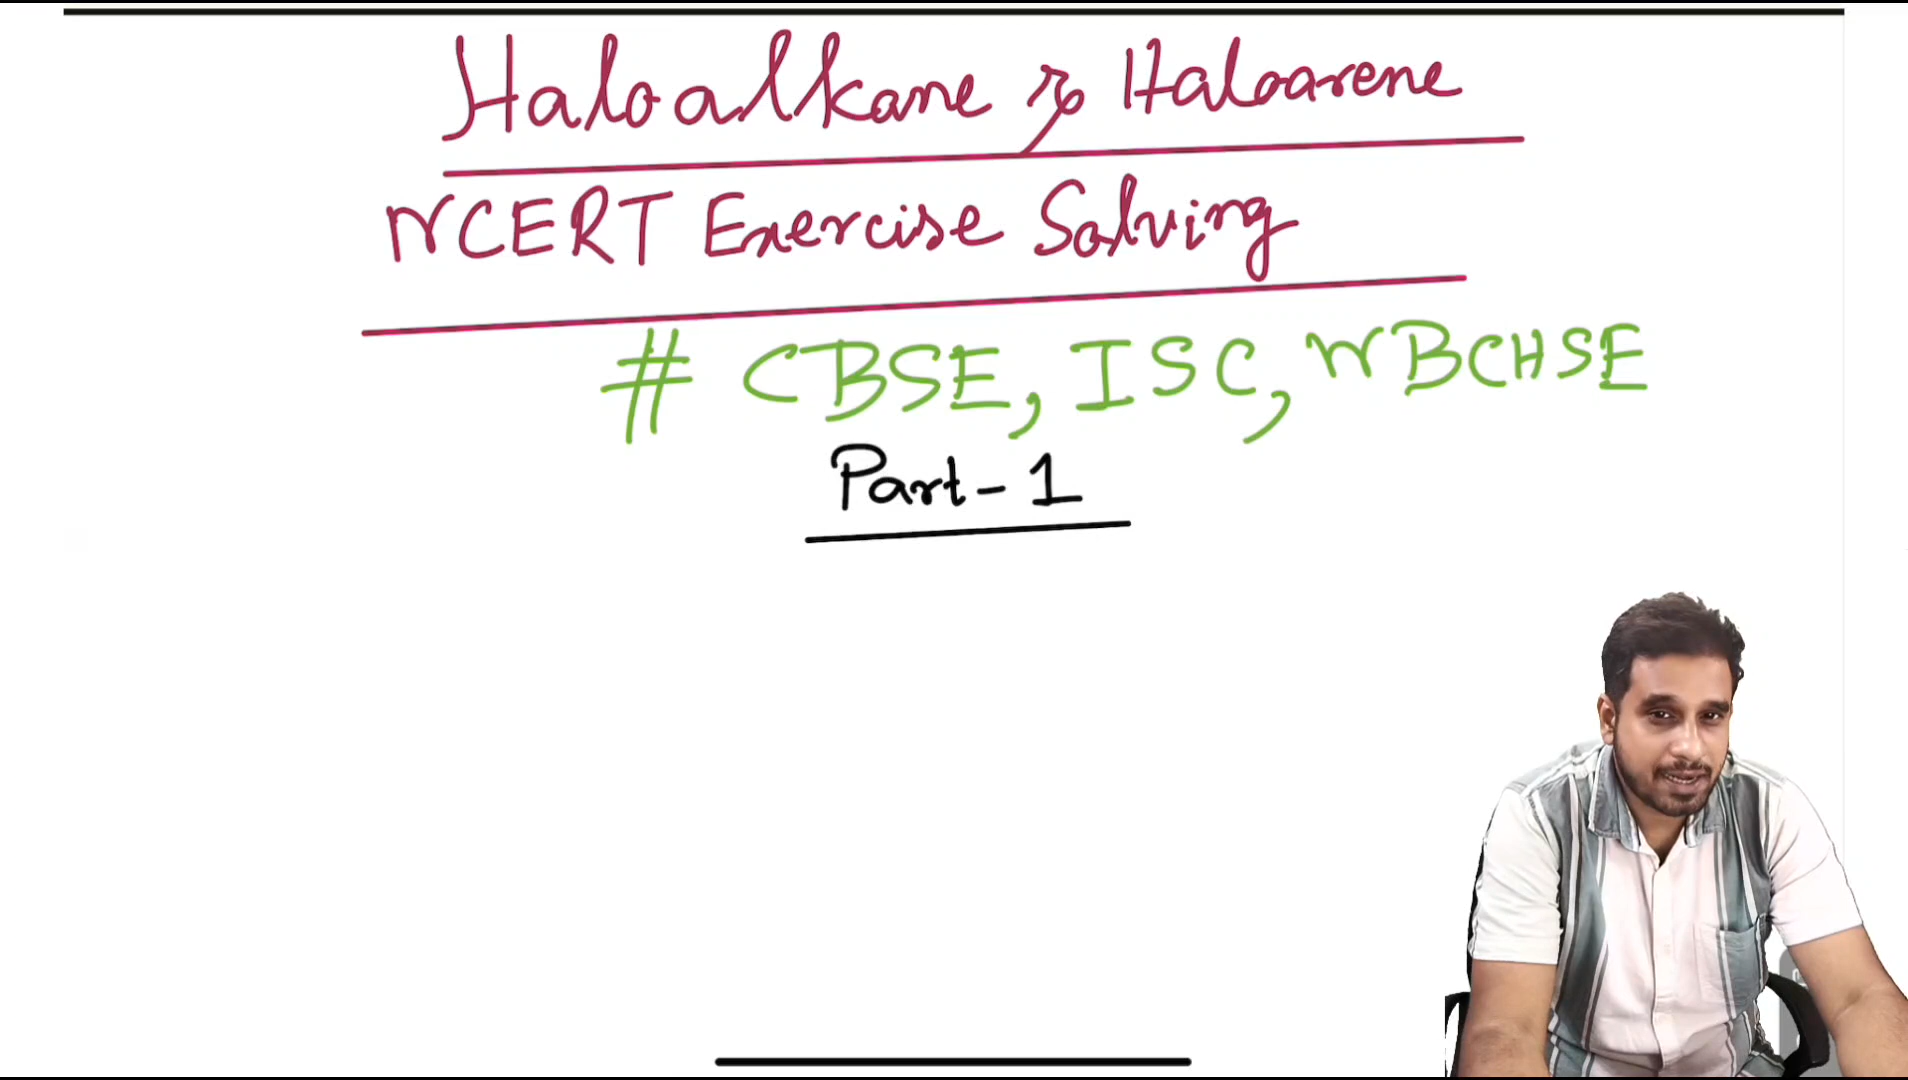 Haloalkane & Haloarene
NCERT Exercise Solving
# CBSE, ISC, WBCHSE
Part-1